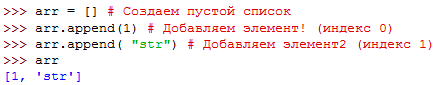 >>> arr = [] # Создаем пустой список
>>> arr.append(1) # Добавляем элемент! (индекс 0)
>>> arr.append( "str") # Добавляем элемент2 (индекс 1)
>>> arr
[1, 'str']